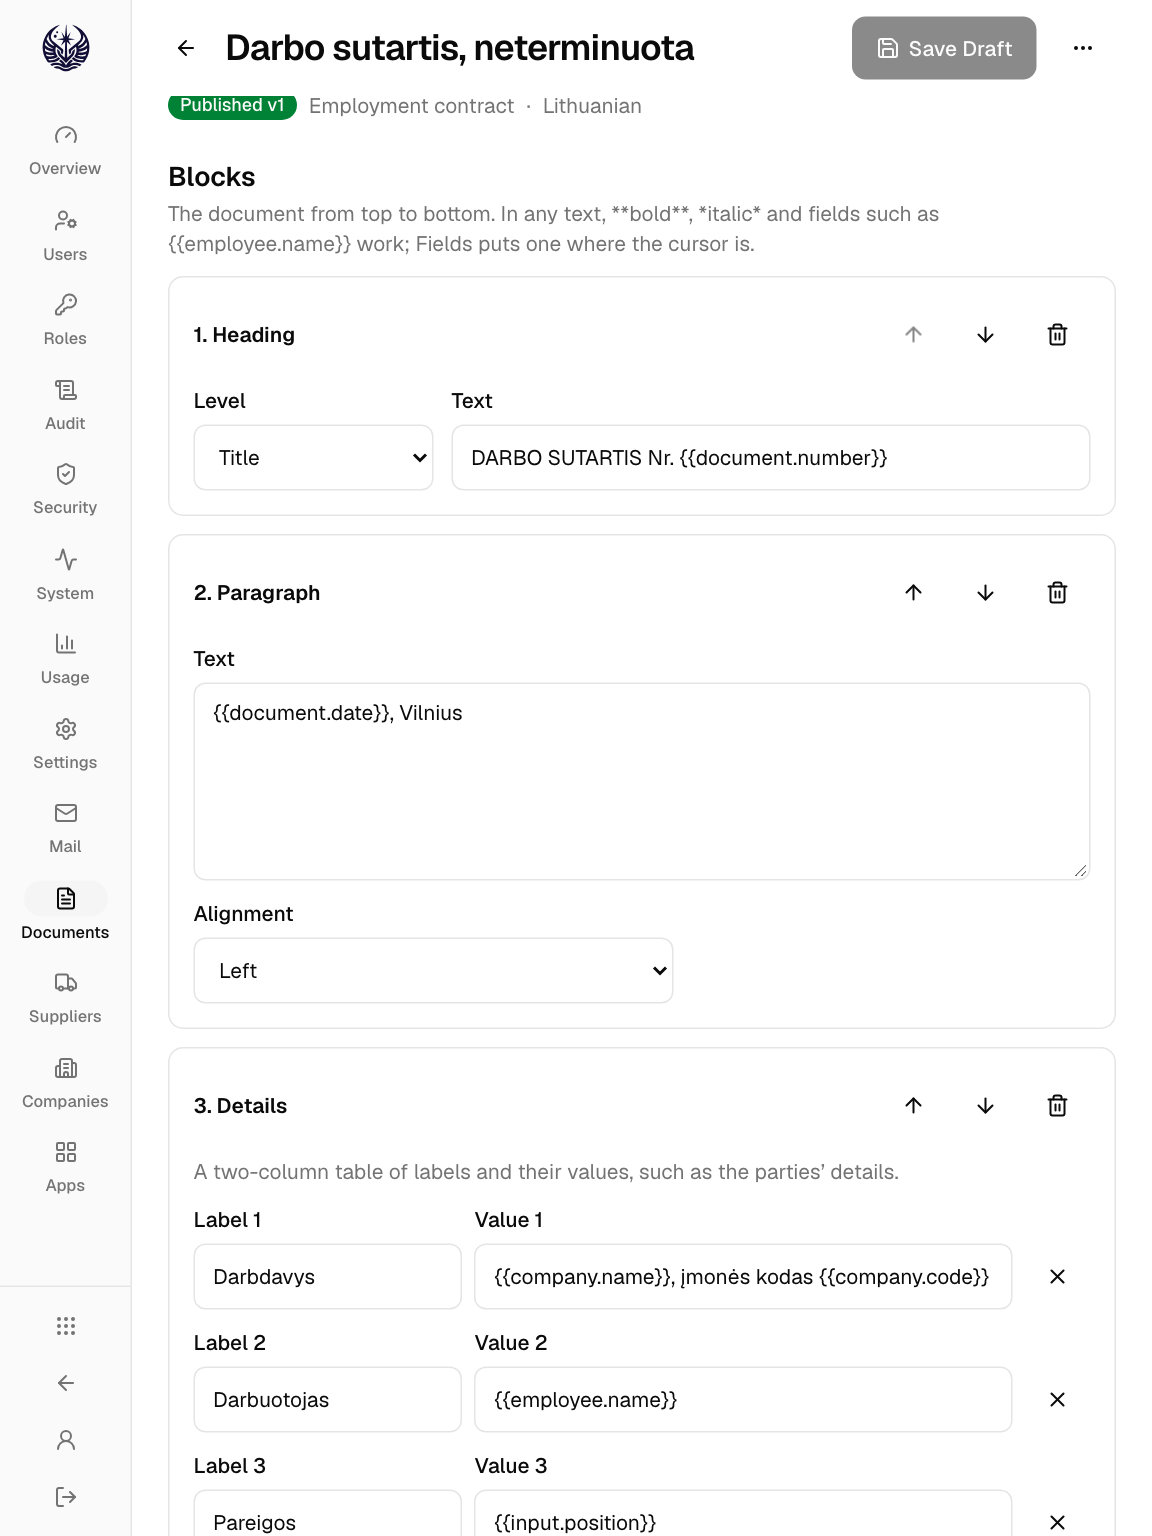 Darbo sutartis, neterminuota
Save Draft
Published v1 Employment contract · Lithuanian
Overview
Users
Roles
Audit
Security
System
Usage
Settings
Mail
Documents
Suppliers
Companies
Apps
Blocks
The document from top to bottom. In any text, **bold**, *italic* and fields such as
{{employee.name}} work; Fields puts one where the cursor is.
1. Heading
Level
Text
Title
DARBO SUTARTIS Nr. {{document.number}}
2. Paragraph
Text
{{document.date}}, Vilnius
Alignment
Left
3. Details
A two-column table of labels and their values, such as the parties’ details.
Label 1
Value 1
Darbdavys
{{company.name}}, įmonės kodas {{company.code}}
Label 2
Value 2
Darbuotojas
{{employee.name}}
Label 3
Value 3
Pareigos
{{input.position}}